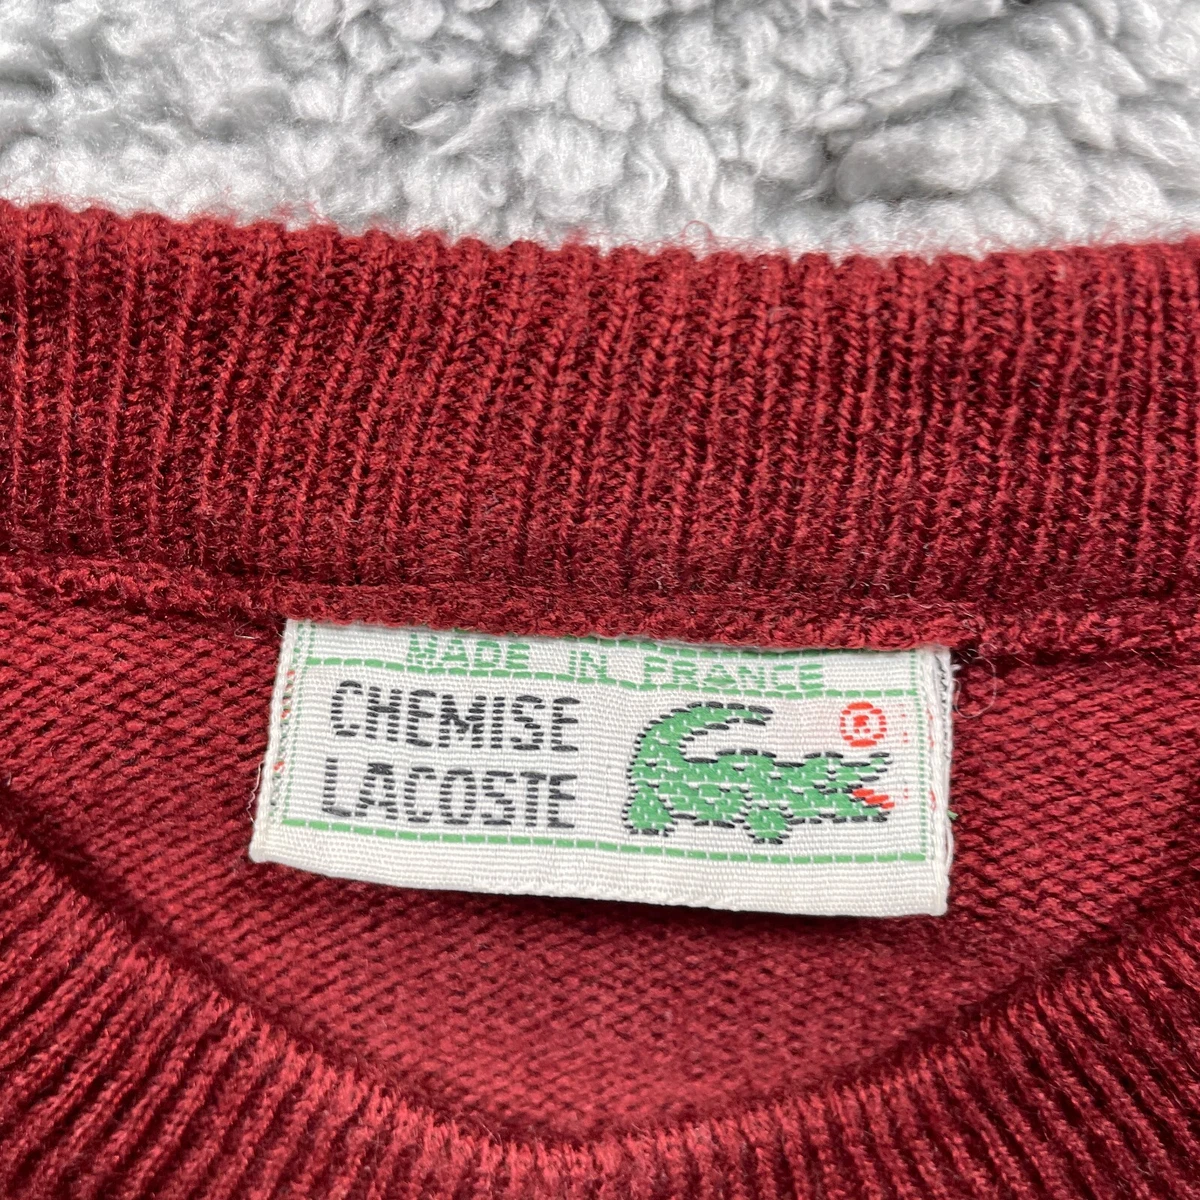 MADE IN FRANCE
CHEMISE
LACOSTE
®